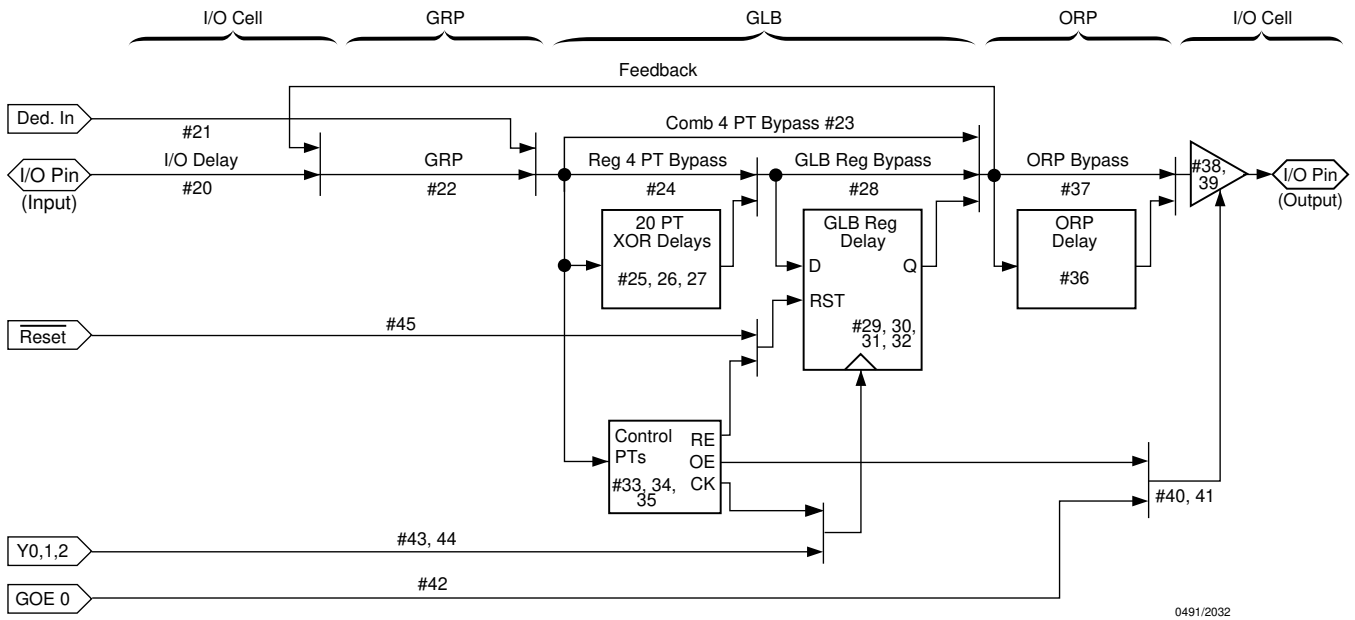 I/O Cell
GRP
GLB
ORP
I/O Cell
Feedback
Ded. In
#21
Comb 4 PT Bypass #23
I/O Pin
(Input)
I/O Delay
#20
GRP
#22
Reg 4 PT Bypass
#24
GLB Reg Bypass
#28
ORP Bypass
#37
#38,
39
I/O Pin
(Output)
20 PT
XOR Delays
#25, 26, 27
GLB Reg
Delay
D
Q
RST
#29, 30,
31, 32
ORP
Delay
#36
Reset
#45
Control
PTs
#33, 34,
35
RE
OE
CK
#40, 41
Y0,1,2
#43, 44
GOE 0
#42
0491/2032